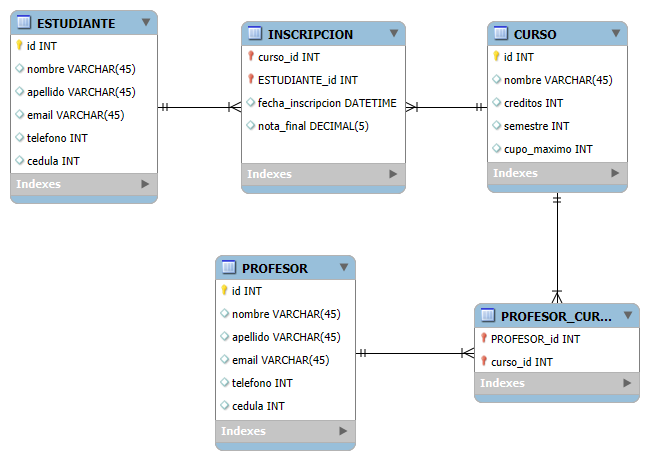 ESTUDIANTE
id INT
nombre VARCHAR(45)
apellido VARCHAR(45)
email VARCHAR(45)
telefono INT
cedula INT
Indexes
INSCRIPCION
curso_id INT
ESTUDIANTE_id INT
fecha_inscripcion DATETIME
nota_final DECIMAL(5)
Indexes
CURSO
id INT
nombre VARCHAR(45)
creditos INT
semestre INT
cupo_maximo INT
Indexes
PROFESOR
id INT
nombre VARCHAR(45)
apellido VARCHAR(45)
email VARCHAR(45)
telefono INT
cedula INT
Indexes
PROFESOR_CUR...
PROFESOR_id INT
curso_id INT
Indexes